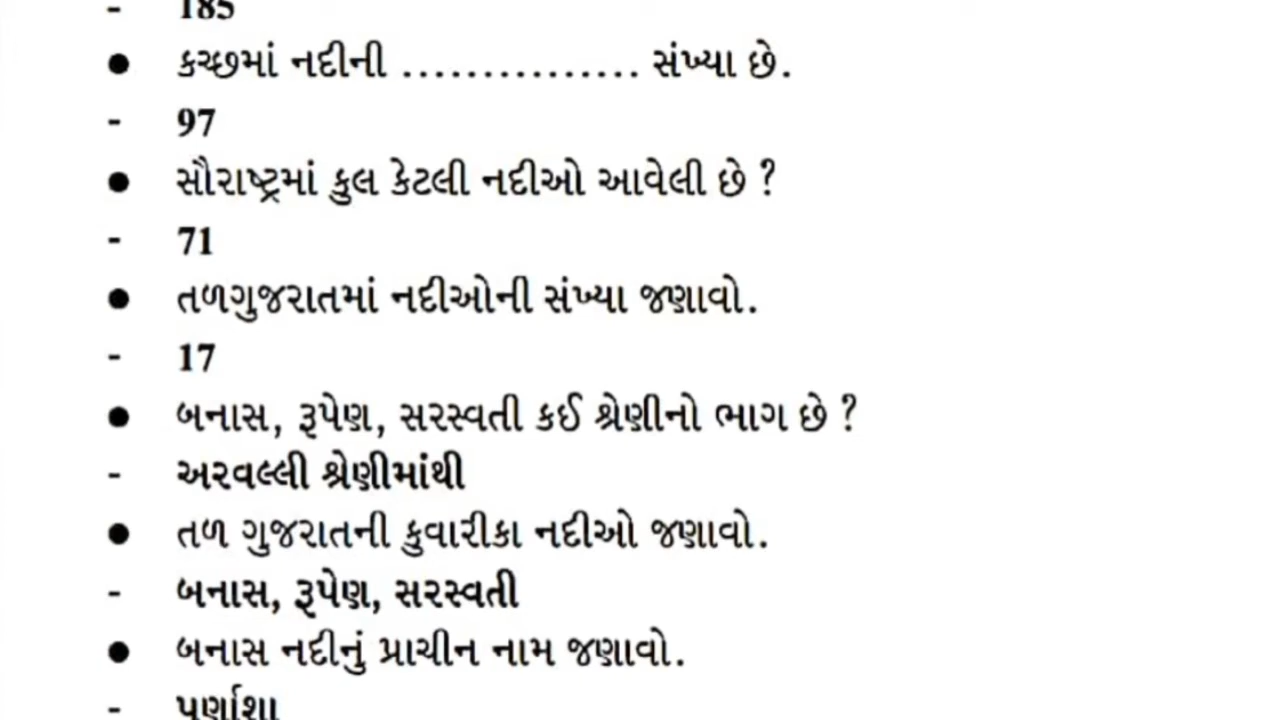 - 185
● કચ્છમાં નદીની ............... સંખ્યા છે.
- 97
● સૌરાષ્ટ્રમાં કુલ કેટલી નદીઓ આવેલી છે ?
- 71
● તળગુજરાતમાં નદીઓની સંખ્યા જણાવો.
- 17
● બનાસ, રૂપેણ, સરસ્વતી કઈ શ્રેણીનો ભાગ છે ?
- અરવલ્લી શ્રેણીમાંથી
● તળ ગુજરાતની કુવારીકા નદીઓ જણાવો.
- બનાસ, રૂપેણ, સરસ્વતી
● બનાસ નદીનું પ્રાચીન નામ જણાવો.
- પર્ણાશા